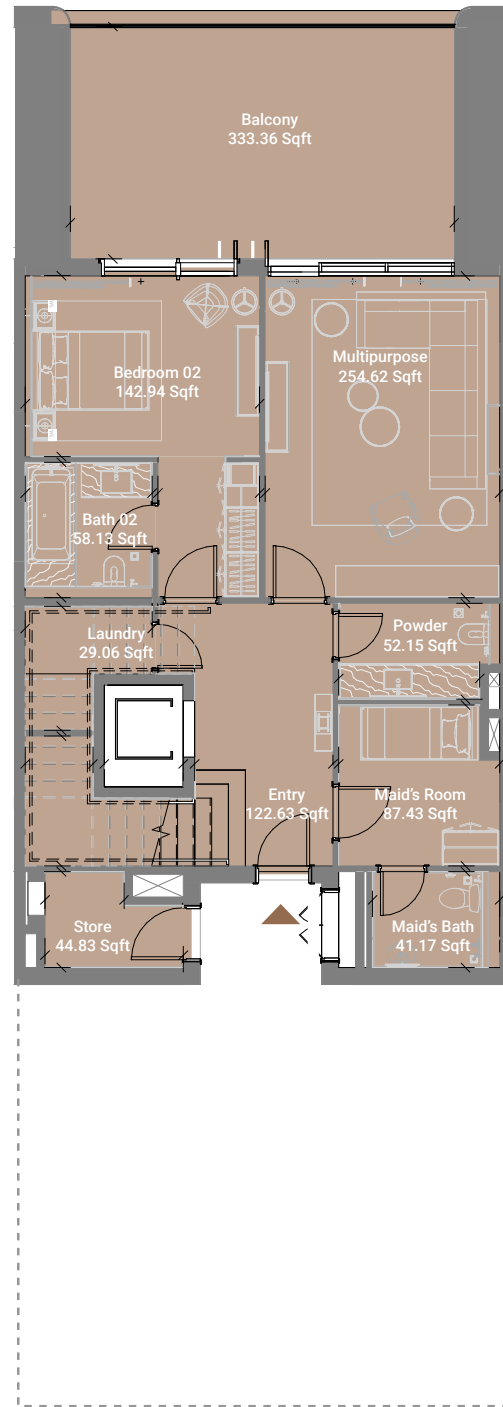 Balcony
333.36 Sqft
Bedroom 02
142.94 Sqft
Multipurpose
254.62 Sqft
Bath 02
58.13 Sqft
Laundry
29.06 Sqft
Powder
52.15 Sqft
Entry
122.63 Sqft
Maid's Room
87.43 Sqft
Store
44.83 Sqft
Maid's Bath
41.17 Sqft